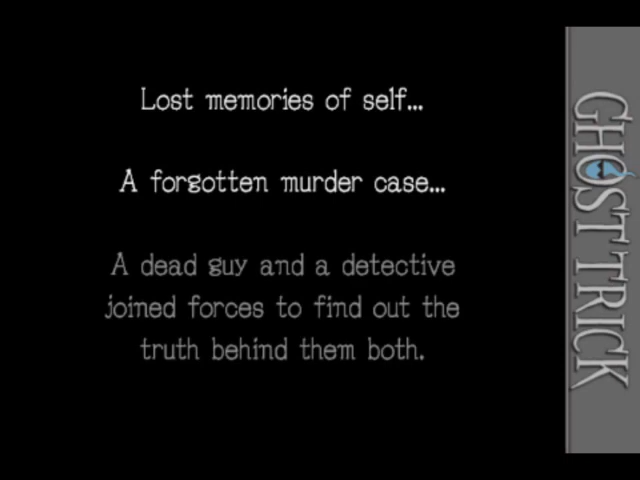 Lost memories of self...
A forgotten murder case...
A dead guy and a detective
joined forces to find out the
truth behind them both.
GHOST TRICK